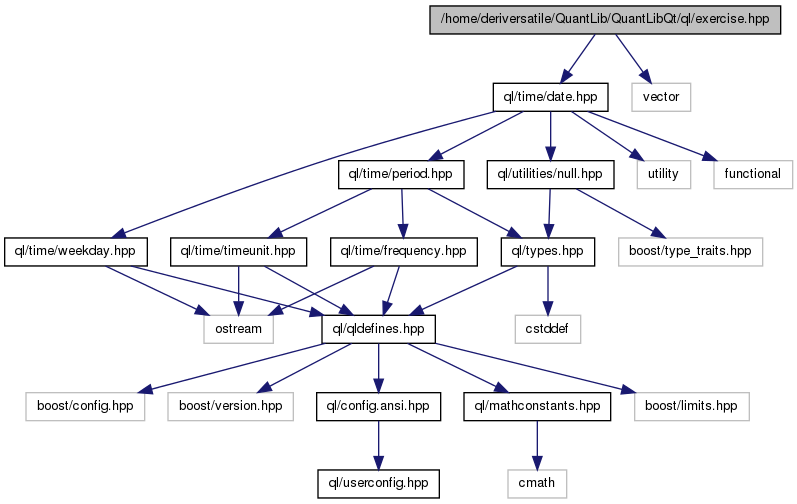 /home/deriversatile/QuantLib/QuantLibQt/ql/exercise.hpp
ql/time/date.hpp
vector
ql/time/period.hpp
ql/utilities/null.hpp
utility
functional
ql/time/weekday.hpp
ql/time/timeunit.hpp
ql/time/frequency.hpp
ql/types.hpp
boost/type_traits.hpp
ostream
ql/qldefines.hpp
cstddef
boost/config.hpp
boost/version.hpp
ql/config.ansi.hpp
ql/mathconstants.hpp
boost/limits.hpp
ql/userconfig.hpp
cmath